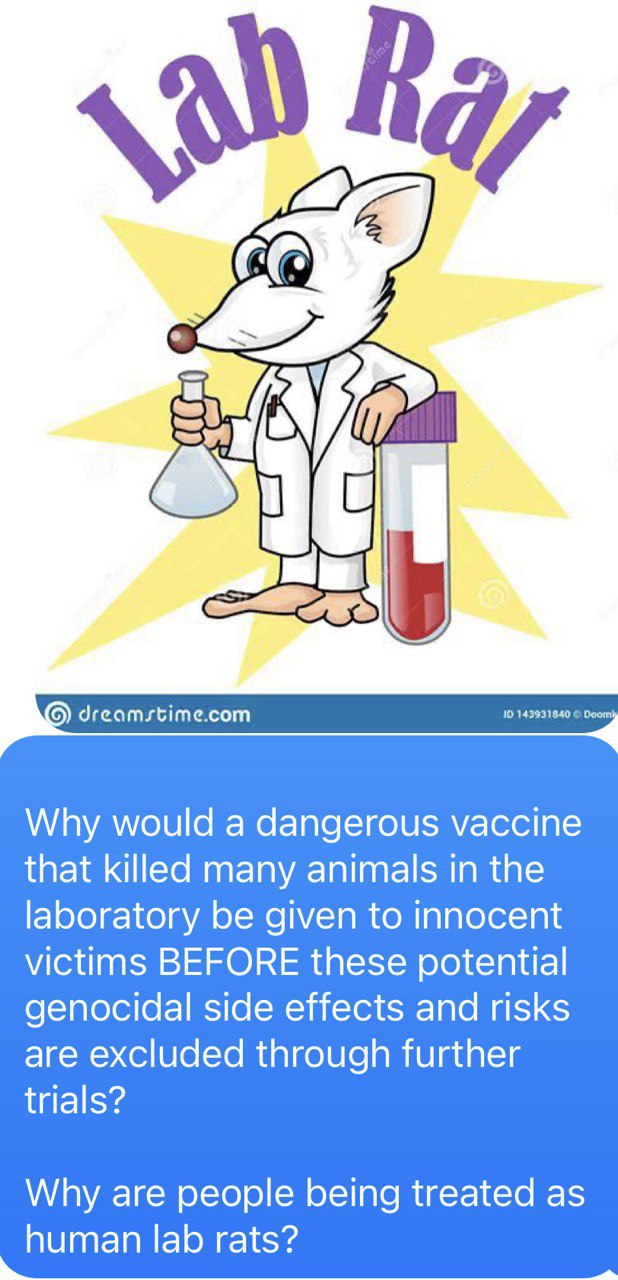 Lab Rat
dreamstime.com
ID 143931840 ©
Why would a dangerous vaccine
that killed many animals in the
laboratory be given to innocent
victims BEFORE these potential
genocidal side effects and risks
are excluded through further
trials?
Why are people being treated as
human lab rats?